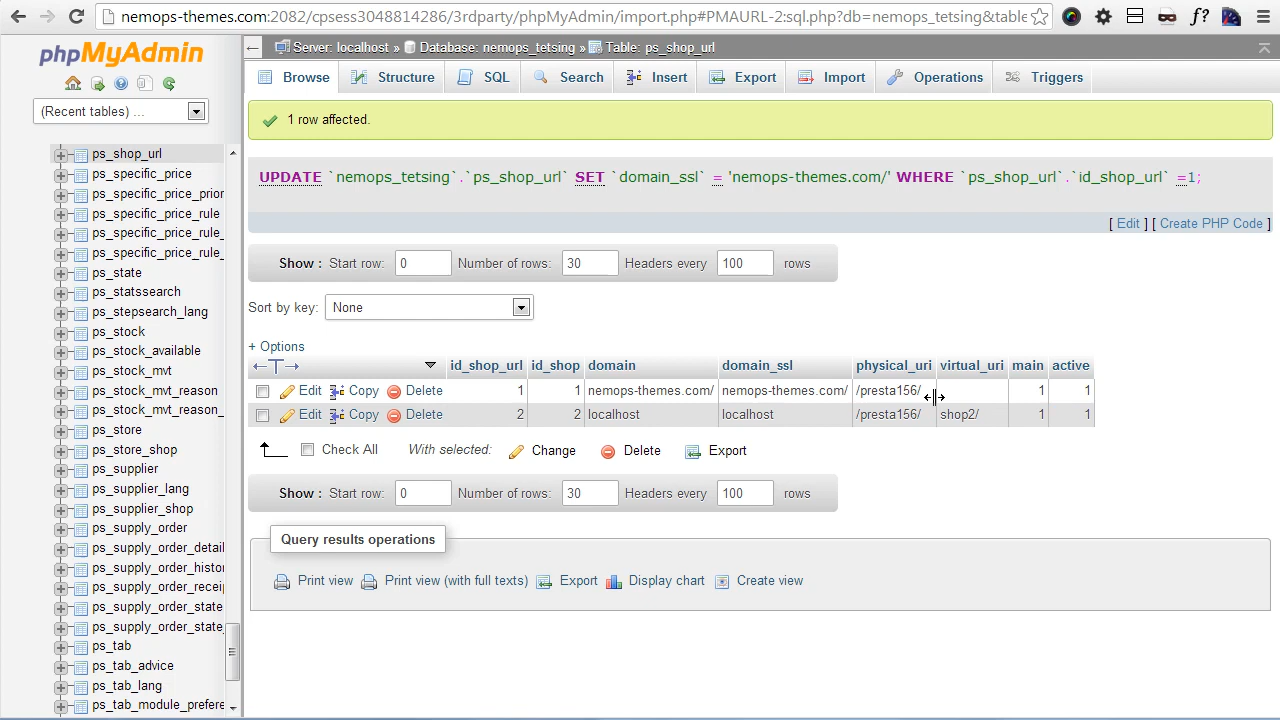 nemops-themes.com:2082/cpsess3048814286/3rdparty/phpMyAdmin/import.php#PMAURL-2:sql.php?db=nemops_tetsing&table
phpMyAdmin
(Recent tables) ...
ps_shop_url
ps_specific_price
ps_specific_price_prior
ps_specific_price_rule
ps_specific_price_rule_
ps_specific_price_rule_
ps_state
ps_statssearch
ps_stepsearch_lang
ps_stock
ps_stock_available
ps_stock_mvt
ps_stock_mvt_reason
ps_stock_mvt_reason_
ps_store
ps_store_shop
ps_supplier
ps_supplier_lang
ps_supplier_shop
ps_supply_order
ps_supply_order_detail
ps_supply_order_histor
ps_supply_order_receip
ps_supply_order_state
ps_supply_order_state_
ps_tab
ps_tab_advice
ps_tab_lang
ps_tab_module_prefere
Server: localhost » Database: nemops_tetsing » Table: ps_shop_url
Browse Structure SQL Search Insert Export Import Operations Triggers
1 row affected.
UPDATE `nemops_tetsing`.`ps_shop_url` SET `domain_ssl` = 'nemops-themes.com/' WHERE `ps_shop_url`.`id_shop_url` =1;
[ Edit ] [ Create PHP Code ]
Show : Start row: 0 Number of rows: 30 Headers every 100 rows
Sort by key: None
+ Options
id_shop_url id_shop domain domain_ssl physical_uri virtual_uri main active
Edit Copy Delete 1 1 nemops-themes.com/ nemops-themes.com/ /presta156/ 1 1
Edit Copy Delete 2 2 localhost localhost /presta156/ shop2/ 1 1
Check All With selected: Change Delete Export
Show : Start row: 0 Number of rows: 30 Headers every 100 rows
Query results operations
Print view Print view (with full texts) Export Display chart Create view